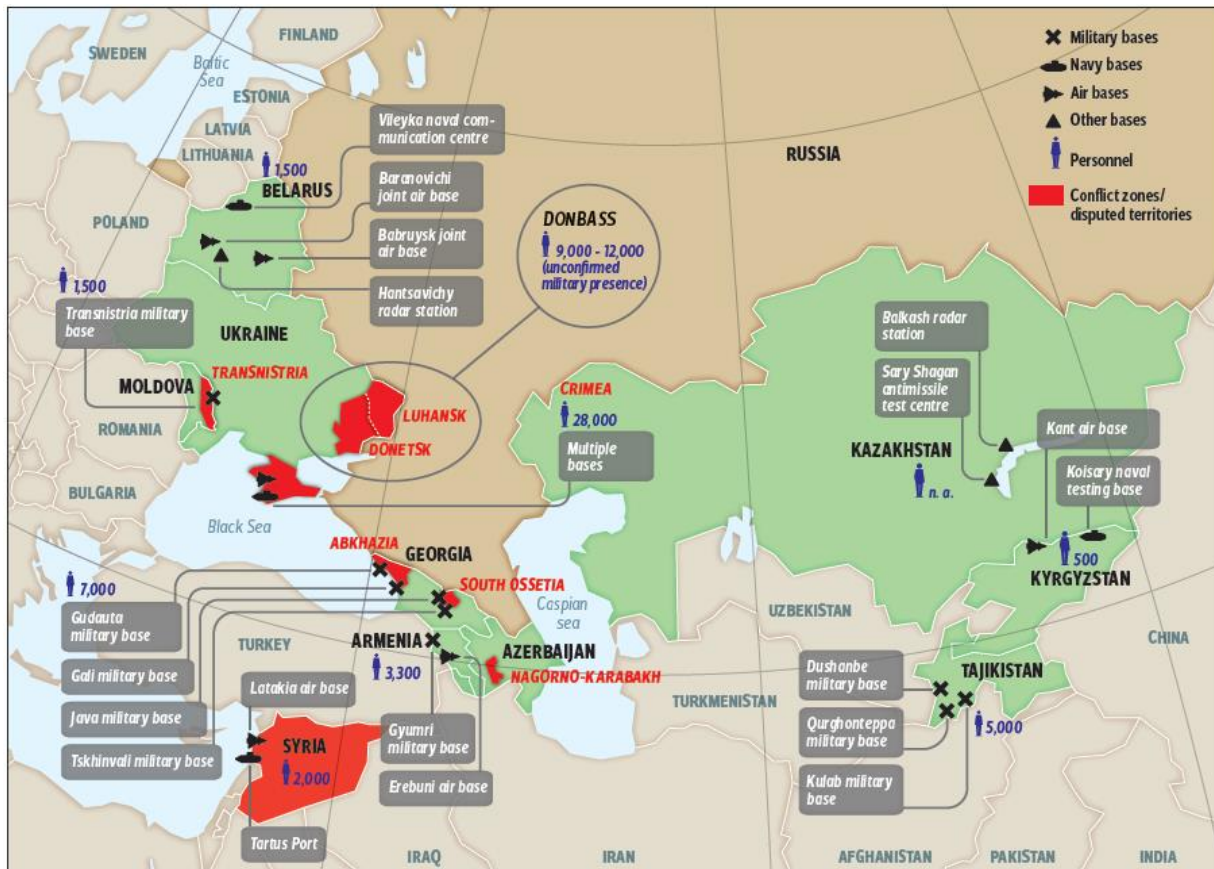 FINLAND
SWEDEN
Baltic
Sea
ESTONIA
LATVIA
LITHUANIA
1,500
BELARUS
POLAND
Vileyka naval com-
munication centre
Baranovichi
joint air base
Babruysk joint
air base
Hantsavichy
radar station
DONBASS
9,000 - 12,000
(unconfirmed
military presence)
RUSSIA
Military bases
Navy bases
Air bases
Other bases
Personnel
Conflict zones/
disputed territories
1,500
Transnistria military
base
UKRAINE
TRANSNISTRIA
MOLDOVA
ROMANIA
BULGARIA
LUHANSK
DONETSK
CRIMEA
28,000
Multiple
bases
Black Sea
Balkash radar
station
Sary Shagan
antimissile
test centre
KAZAKHSTAN
n. a.
Kant air base
Koisary naval
testing base
500
KYRGYZSTAN
ABKHAZIA
GEORGIA
SOUTH OSSETIA
7,000
Gudauta
military base
Gali military base
Java military base
Tskhinvali military base
TURKEY
ARMENIA
3,300
AZERBAIJAN
NAGORNO-KARABAKH
Caspian
sea
UZBEKISTAN
TURKMENISTAN
CHINA
Latakia air base
SYRIA
2,000
Tartus Port
Gyumri
military base
Erebuni air base
Dushanbe
military base
Qurghonteppa
military base
Kulab military
base
TAJIKISTAN
5,000
IRAQ
IRAN
AFGHANISTAN
PAKISTAN
INDIA